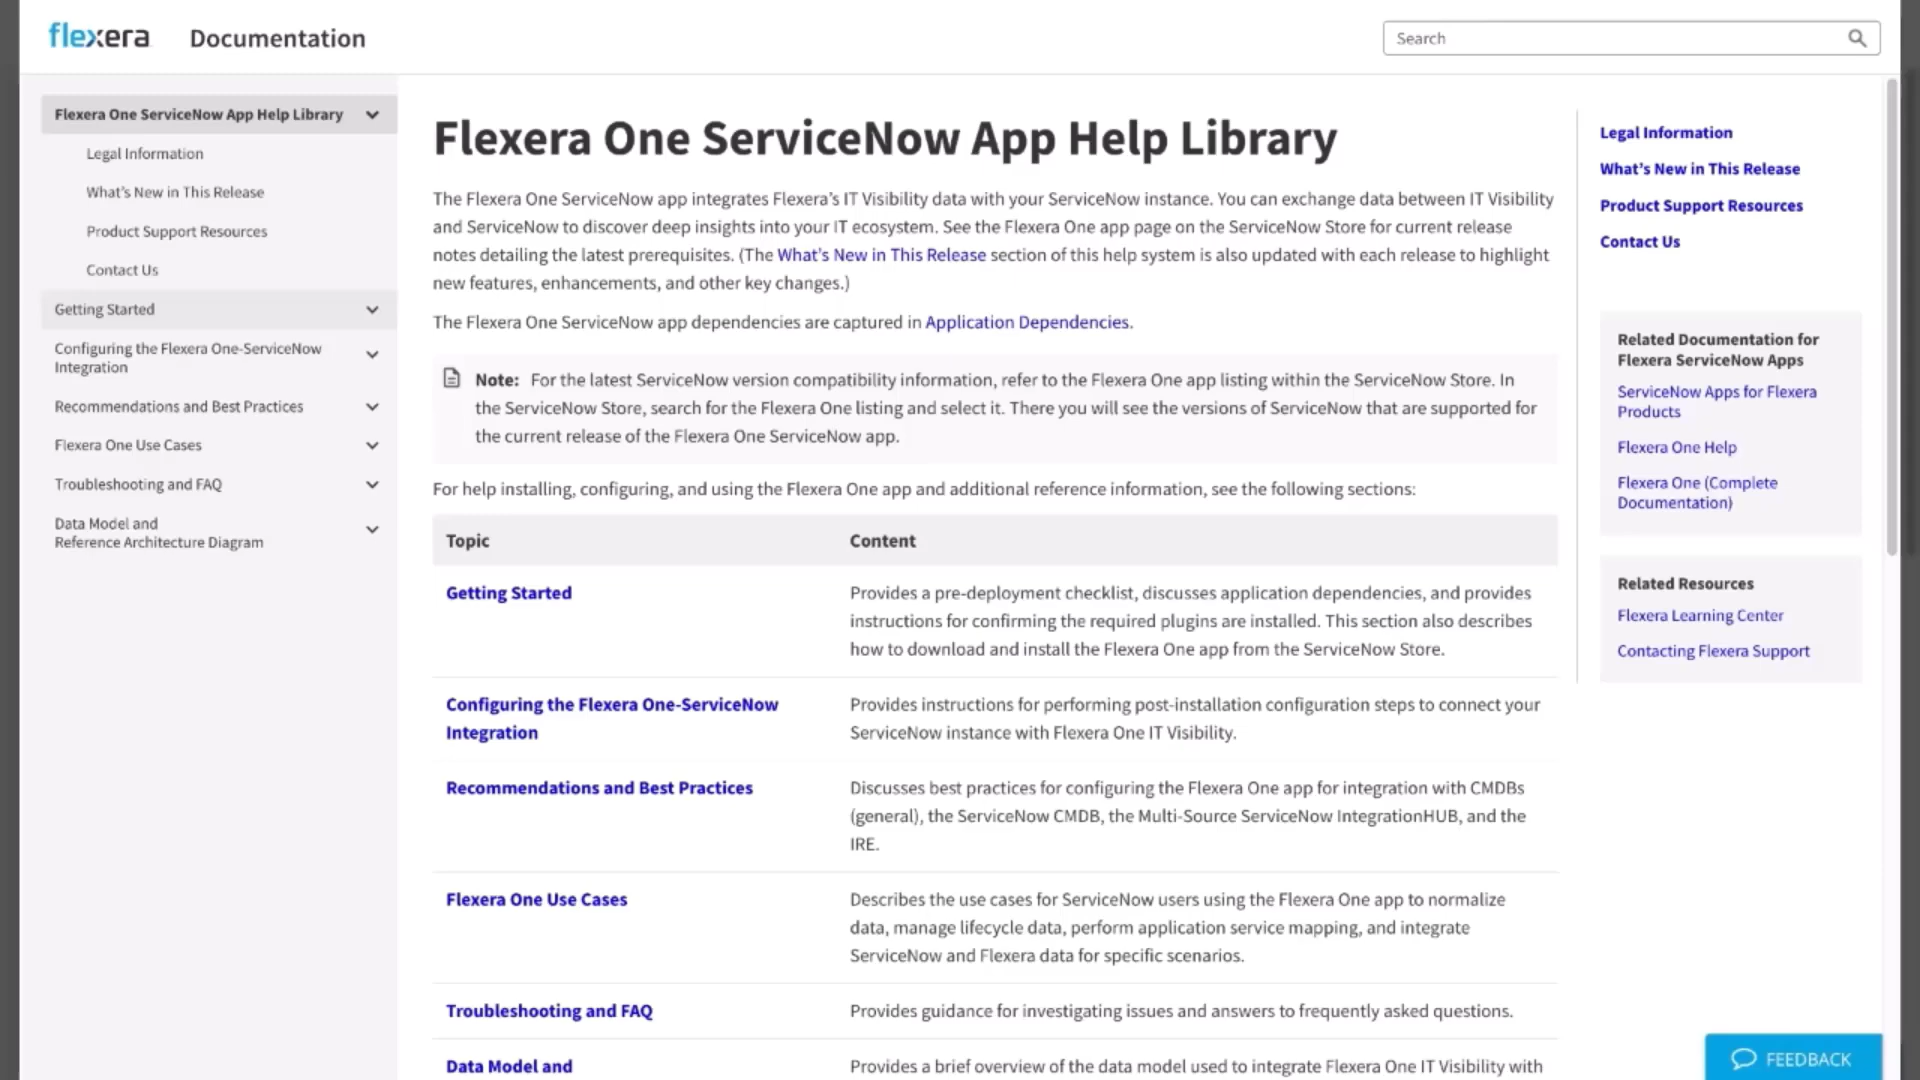 flexera Documentation
Search
Flexera One ServiceNow App Help Library
Legal Information
What's New in This Release
Product Support Resources
Contact Us
Getting Started
Configuring the Flexera One-ServiceNow
Integration
Recommendations and Best Practices
Flexera One Use Cases
Troubleshooting and FAQ
Data Model and
Reference Architecture Diagram
Flexera One ServiceNow App Help Library
The Flexera One ServiceNow app integrates Flexera's IT Visibility data with your ServiceNow instance. You can exchange data between IT Visibility
and ServiceNow to discover deep insights into your IT ecosystem. See the Flexera One app page on the ServiceNow Store for current release
notes detailing the latest prerequisites. (The What's New in This Release section of this help system is also updated with each release to highlight
new features, enhancements, and other key changes.)
The Flexera One ServiceNow app dependencies are captured in Application Dependencies.
Note: For the latest ServiceNow version compatibility information, refer to the Flexera One app listing within the ServiceNow Store. In
the ServiceNow Store, search for the Flexera One listing and select it. There you will see the versions of ServiceNow that are supported for
the current release of the Flexera One ServiceNow app.
For help installing, configuring, and using the Flexera One app and additional reference information, see the following sections:
Topic Content
Getting Started
Provides a pre-deployment checklist, discusses application dependencies, and provides
instructions for confirming the required plugins are installed. This section also describes
how to download and install the Flexera One app from the ServiceNow Store.
Configuring the Flexera One-ServiceNow
Integration
Provides instructions for performing post-installation configuration steps to connect your
ServiceNow instance with Flexera One IT Visibility.
Recommendations and Best Practices
Discusses best practices for configuring the Flexera One app for integration with CMDBs
(general), the ServiceNow CMDB, the Multi-Source ServiceNow IntegrationHUB, and the
IRE.
Flexera One Use Cases
Describes the use cases for ServiceNow users using the Flexera One app to normalize
data, manage lifecycle data, perform application service mapping, and integrate
ServiceNow and Flexera data for specific scenarios.
Troubleshooting and FAQ
Provides guidance for investigating issues and answers to frequently asked questions.
Data Model and
Provides a brief overview of the data model used to integrate Flexera One IT Visibility with
Legal Information
What's New in This Release
Product Support Resources
Contact Us
Related Documentation for
Flexera ServiceNow Apps
ServiceNow Apps for Flexera
Products
Flexera One Help
Flexera One (Complete
Documentation)
Related Resources
Flexera Learning Center
Contacting Flexera Support
FEEDBACK